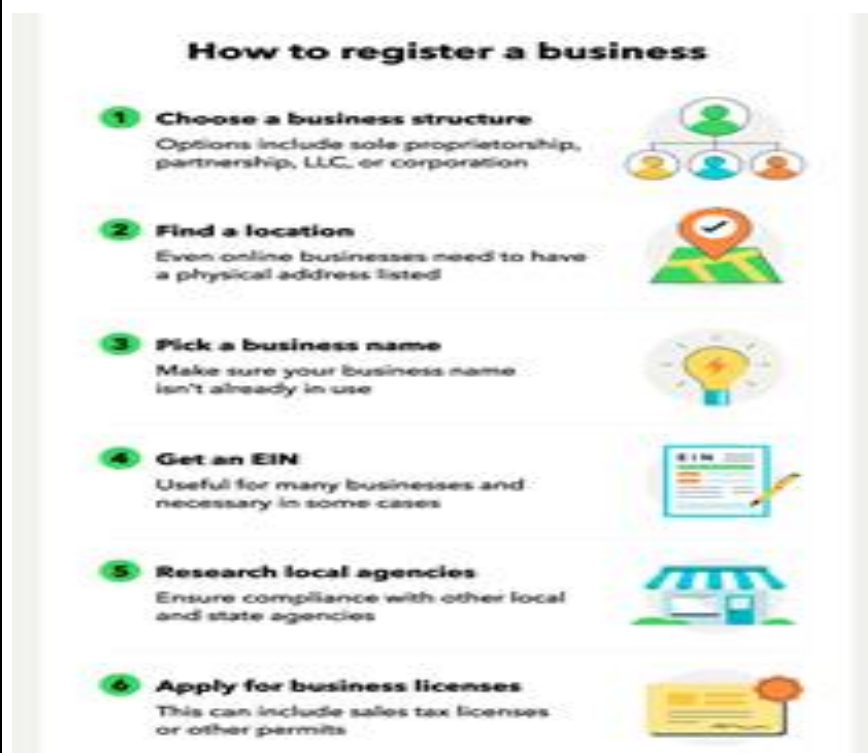 How to register a business
1 Choose a business structure
Options include sole proprietorship,
partnership, LLC, or corporation
2 Find a location
Even online businesses need to have
a physical address listed
3 Pick a business name
Make sure your business name
isn't already in use
4 Get an EIN
Useful for many businesses and
necessary in some cases
EIN
5 Research local agencies
Ensure compliance with other local
and state agencies
6 Apply for business licenses
This can include sales tax licenses
or other permits